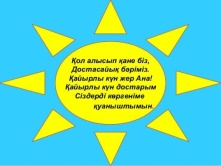 Қол алысып қане біз,
Достасайық бәріміз.
Қайырлы күн жер Ана!
Қайырлы күн достарым
Сіздерді көргеніме
қуаныштымын.